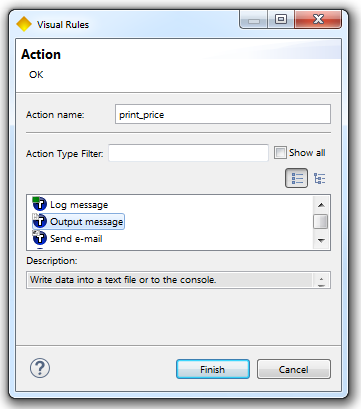 Visual Rules
Action
OK
Action name: print_price
Action Type Filter: Show all
Log message
Output message
Send e-mail
Description:
Write data into a text file or to the console.
? Finish Cancel